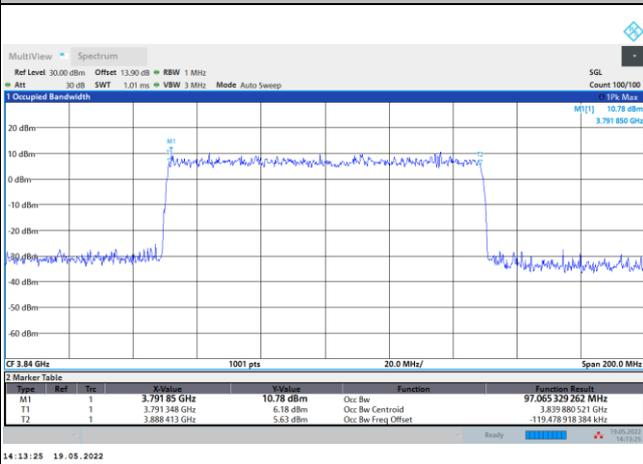 MultiView Spectrum
Ref Level 30.00 dBm Offset 13.90 dB RBW 1 MHz SGL
Att 30 dB SWT 1.01 ms VBW 3 MHz Mode Auto Sweep Count 100/100
1 Occupied Bandwidth 1Pk Max
M1[1] 10.78 dBm
3.791 850 GHz
20 dBm
M1
10 dBm
0 dBm
-10 dBm
-20 dBm
-30 dBm
-40 dBm
-50 dBm
-60 dBm
CF 3.84 GHz 1001 pts 20.0 MHz/ Span 200.0 MHz
2 Marker Table
Type Ref Trc X-Value Y-Value Function Function Result
M1 1 3.791 85 GHz 10.78 dBm Occ Bw 97.065 329 262 MHz
T1 1 3.791 348 GHz 6.18 dBm Occ Bw Centroid 3.839 880 521 GHz
T2 1 3.888 413 GHz 5.63 dBm Occ Bw Freq Offset -119.478 918 384 kHz
Ready 19.05.2022
14:13:25
14:13:25 19.05.2022